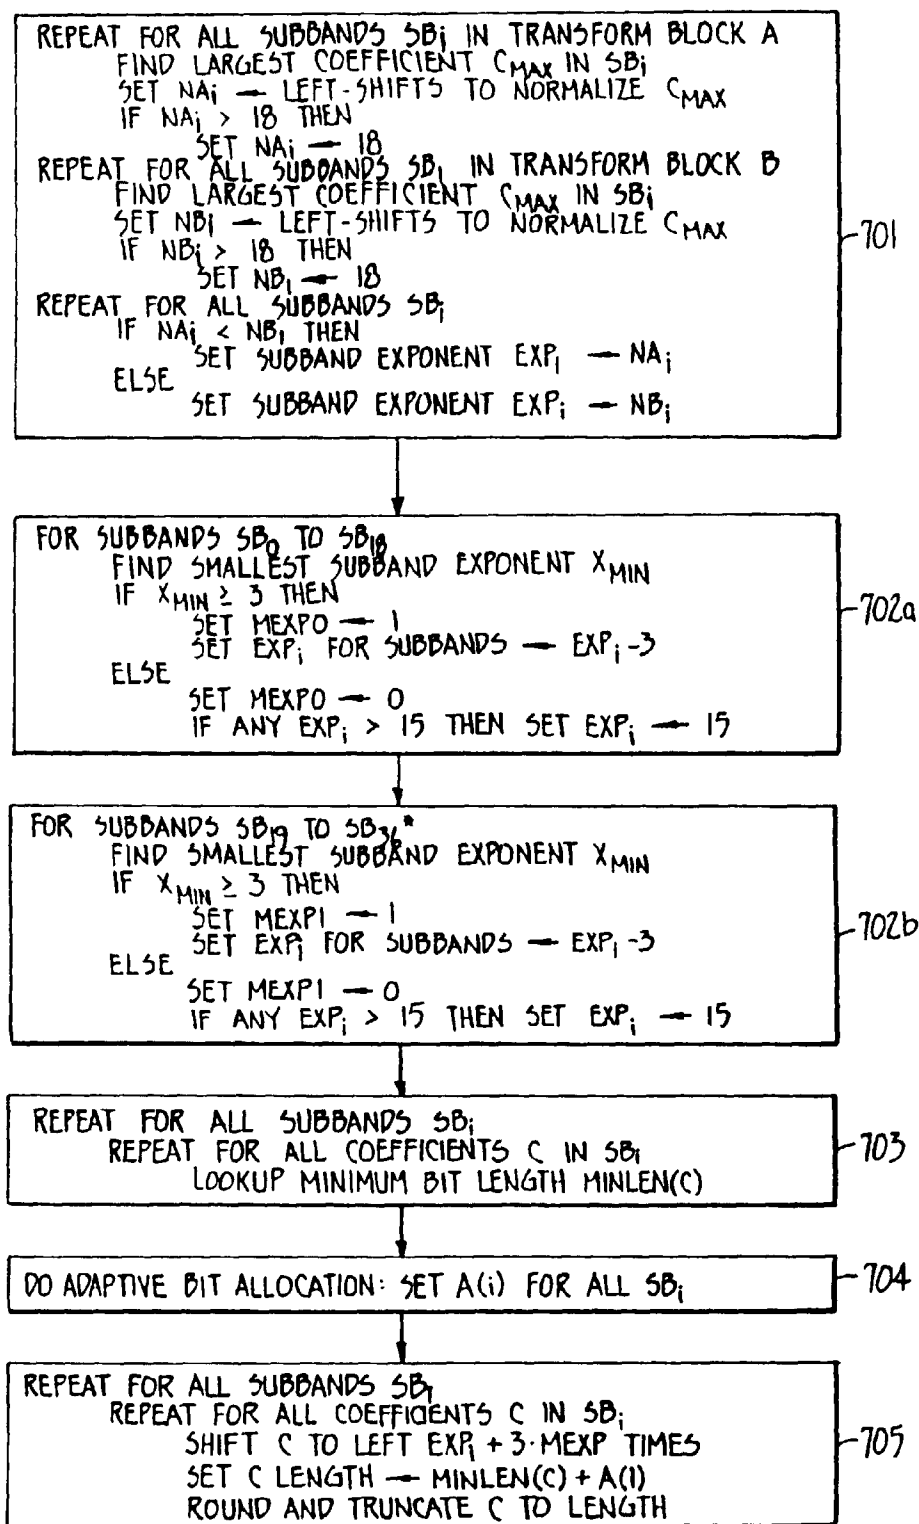 REPEAT FOR ALL SUBBANDS SBi IN TRANSFORM BLOCK A
FIND LARGEST COEFFICIENT CMAX IN SBi
SET NAi ← LEFT-SHIFTS TO NORMALIZE CMAX
IF NAi > 18 THEN
SET NAi ← 18
REPEAT FOR ALL SUBBANDS SBi IN TRANSFORM BLOCK B
FIND LARGEST COEFFICIENT CMAX IN SBi
SET NBi ← LEFT-SHIFTS TO NORMALIZE CMAX
IF NBi > 18 THEN
SET NBi ← 18
REPEAT FOR ALL SUBBANDS SBi
IF NAi < NBi THEN
SET SUBBAND EXPONENT EXPi ← NAi
ELSE
SET SUBBAND EXPONENT EXPi ← NBi
701
FOR SUBBANDS SB0 TO SB18
FIND SMALLEST SUBBAND EXPONENT XMIN
IF XMIN ≥ 3 THEN
SET MEXP0 ← 1
SET EXPi FOR SUBBANDS ← EXPi -3
ELSE
SET MEXP0 ← 0
IF ANY EXPi > 15 THEN SET EXPi ← 15
702a
FOR SUBBANDS SB19 TO SB36*
FIND SMALLEST SUBBAND EXPONENT XMIN
IF XMIN ≥ 3 THEN
SET MEXP1 ← 1
SET EXPi FOR SUBBANDS ← EXPi -3
ELSE
SET MEXP1 ← 0
IF ANY EXPi > 15 THEN SET EXPi ← 15
702b
REPEAT FOR ALL SUBBANDS SBi
REPEAT FOR ALL COEFFICIENTS C IN SBi
LOOKUP MINIMUM BIT LENGTH MINLEN(C)
703
DO ADAPTIVE BIT ALLOCATION: SET A(i) FOR ALL SBi
704
REPEAT FOR ALL SUBBANDS SBi
REPEAT FOR ALL COEFFICIENTS C IN SBi
SHIFT C TO LEFT EXPi + 3·MEXP TIMES
SET C LENGTH ← MINLEN(C) + A(I)
ROUND AND TRUNCATE C TO LENGTH
705